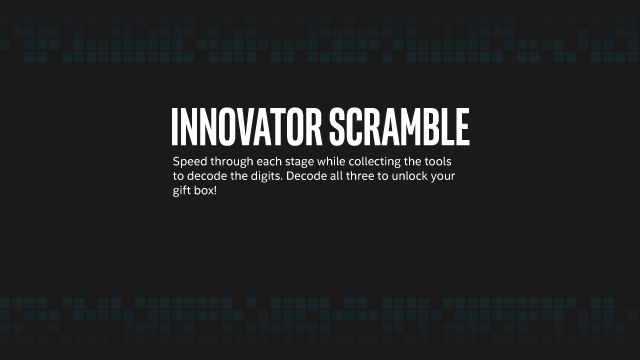 INNOVATOR SCRAMBLE
Speed through each stage while collecting the tools
to decode the digits. Decode all three to unlock your
gift box!